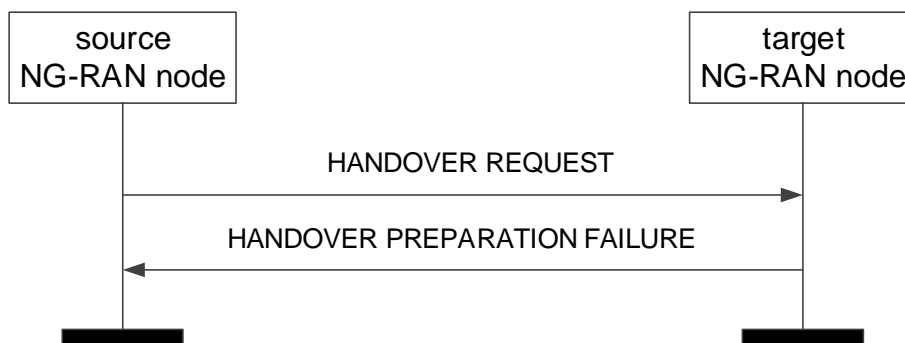 source
NG-RAN node
target
NG-RAN node
HANDOVER REQUEST
HANDOVER PREPARATION FAILURE